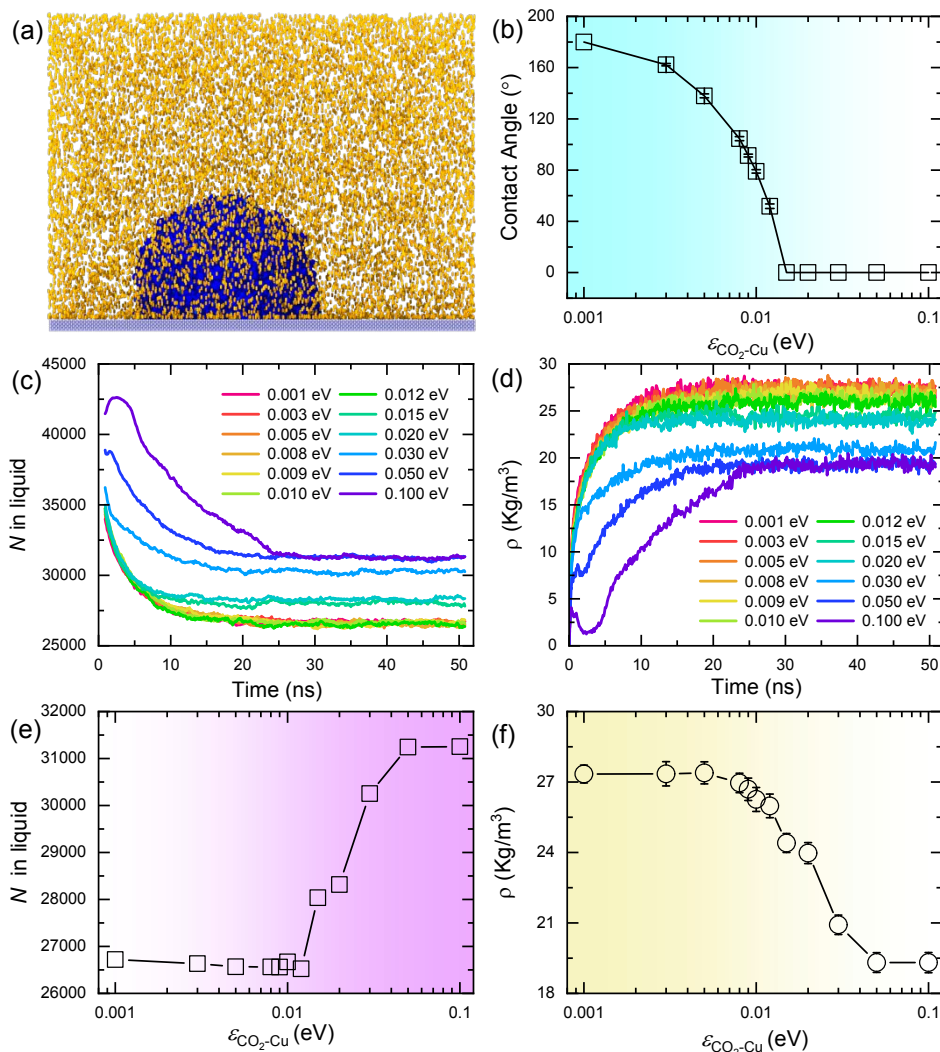 (a)
(b)
200
160
120
80
40
0
Contact Angle (°)
0.001
0.01
0.1
εCO₂-Cu (eV)
(c)
45000
40000
35000
30000
25000
N in liquid
0.001 eV
0.003 eV
0.005 eV
0.008 eV
0.009 eV
0.010 eV
0.012 eV
0.015 eV
0.020 eV
0.030 eV
0.050 eV
0.100 eV
0 10 20 30 40 50
Time (ns)
(d)
30
25
20
15
10
5
0
ρ (Kg/m³)
0.001 eV
0.003 eV
0.005 eV
0.008 eV
0.009 eV
0.010 eV
0.012 eV
0.015 eV
0.020 eV
0.030 eV
0.050 eV
0.100 eV
0 10 20 30 40 50
Time (ns)
(e)
32000
31000
30000
29000
28000
27000
26000
N in liquid
0.001
0.01
0.1
εCO₂-Cu (eV)
(f)
30
27
24
21
18
ρ (Kg/m³)
0.001
0.01
0.1
εCO₂-Cu (eV)